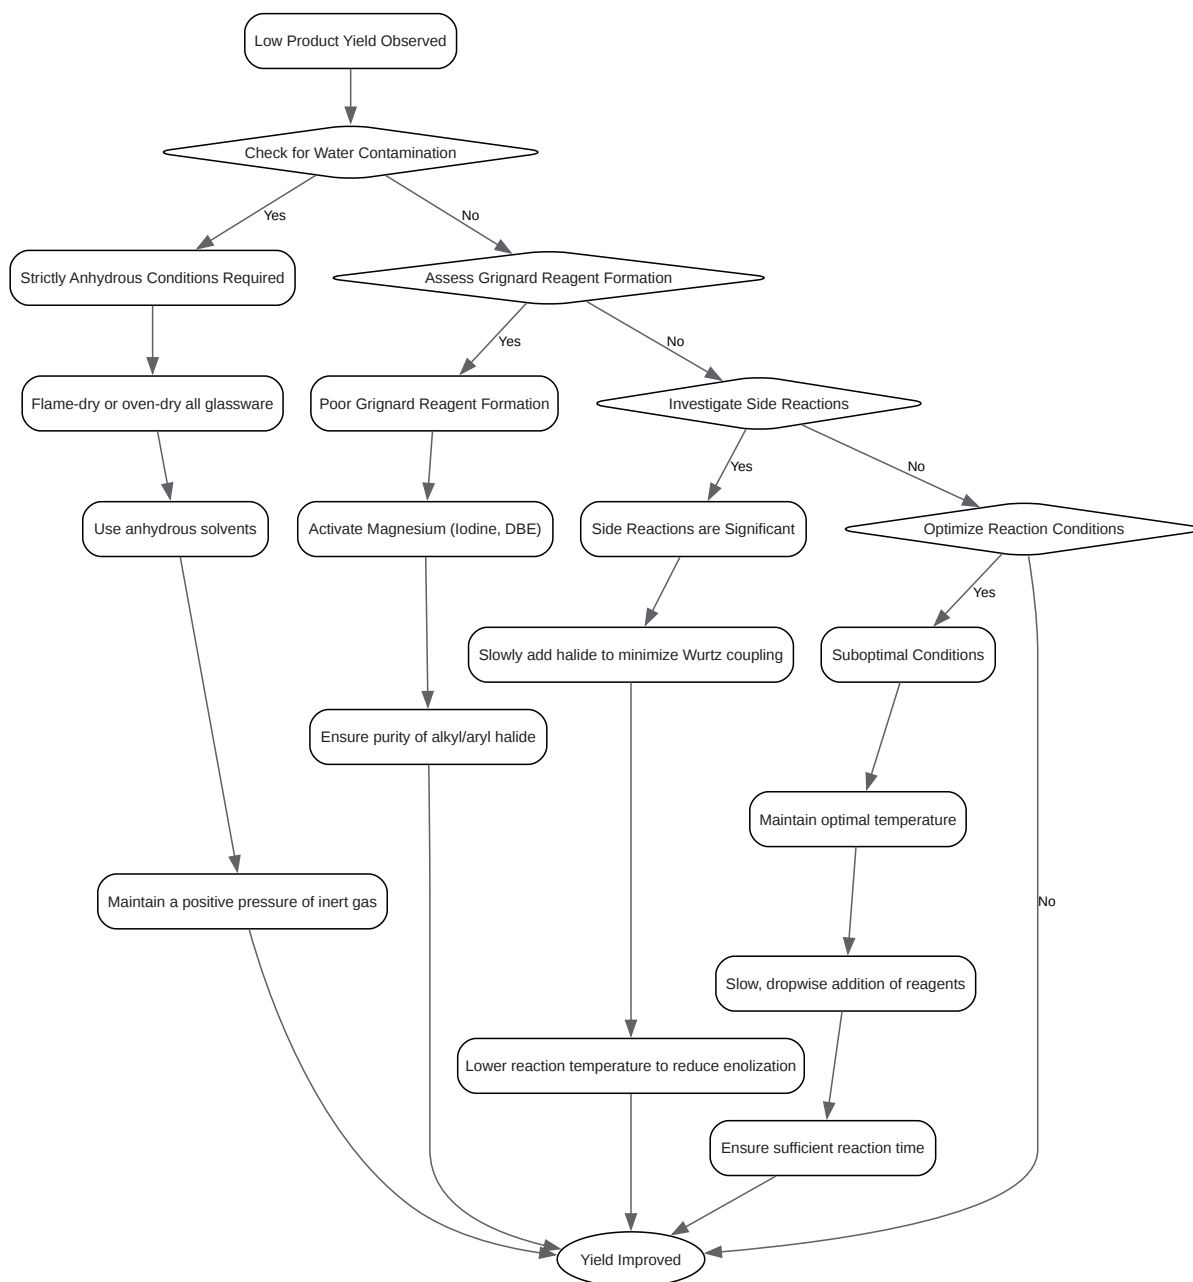 Low Product Yield Observed
Check for Water Contamination
Yes
No
Strictly Anhydrous Conditions Required
Assess Grignard Reagent Formation
Yes
No
Flame-dry or oven-dry all glassware
Poor Grignard Reagent Formation
Investigate Side Reactions
Yes
No
Use anhydrous solvents
Activate Magnesium (Iodine, DBE)
Side Reactions are Significant
Optimize Reaction Conditions
Yes
Slowly add halide to minimize Wurtz coupling
Suboptimal Conditions
Ensure purity of alkyl/aryl halide
Maintain optimal temperature
Maintain a positive pressure of inert gas
No
Slow, dropwise addition of reagents
Lower reaction temperature to reduce enolization
Ensure sufficient reaction time
Yield Improved